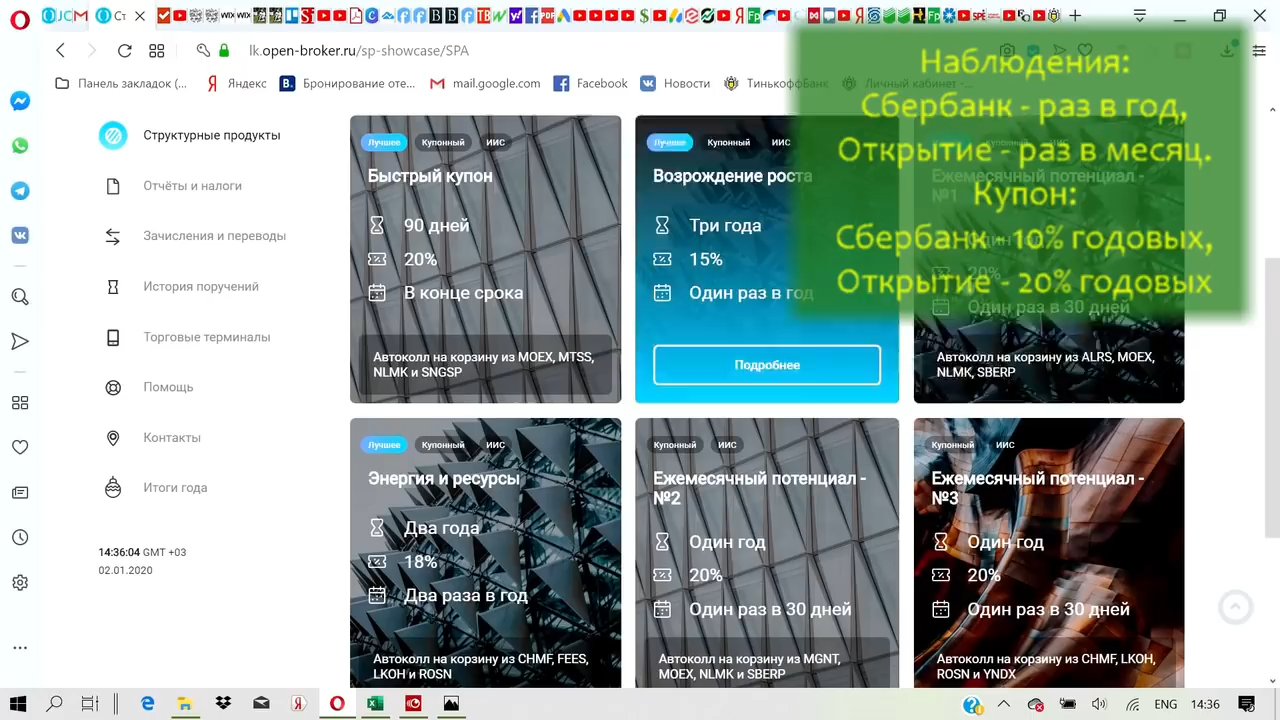 JC
Ст
lk.open-broker.ru/sp-showcase/SPA
Панель закладок (...
Яндекс
Бронирование оте...
mail.google.com
Facebook
Новости
ТинькоффБанк
Личный кабинет -...
Наблюдения:
Сбербанк - раз в год,
Открытие - раз в месяц.
Купон:
Сбербанк - 10% годовых,
Открытие - 20% годовых
Структурные продукты
Отчёты и налоги
Зачисления и переводы
История поручений
Торговые терминалы
Помощь
Контакты
Итоги года
14:36:04 GMT +03
02.01.2020
Лучшее Купонный ИИС
Быстрый купон
90 дней
20%
В конце срока
Автоколл на корзину из MOEX, MTSS,
NLMK и SNGSP
Лучшее Купонный ИИС
Возрождение роста
Три года
15%
Один раз в год
Подробнее
Ежемесячный потенциал -
№1
Один год
20%
Один раз в 30 дней
Автоколл на корзину из ALRS, MOEX,
NLMK, SBERP
Лучшее Купонный ИИС
Энергия и ресурсы
Два года
18%
Два раза в год
Автоколл на корзину из CHMF, FEES,
LKOH и ROSN
Купонный ИИС
Ежемесячный потенциал -
№2
Один год
20%
Один раз в 30 дней
Автоколл на корзину из MGNT,
MOEX, NLMK и SBERP
Купонный ИИС
Ежемесячный потенциал -
№3
Один год
20%
Один раз в 30 дней
Автоколл на корзину из CHMF, LKOH,
ROSN и YNDX
ENG 14:36